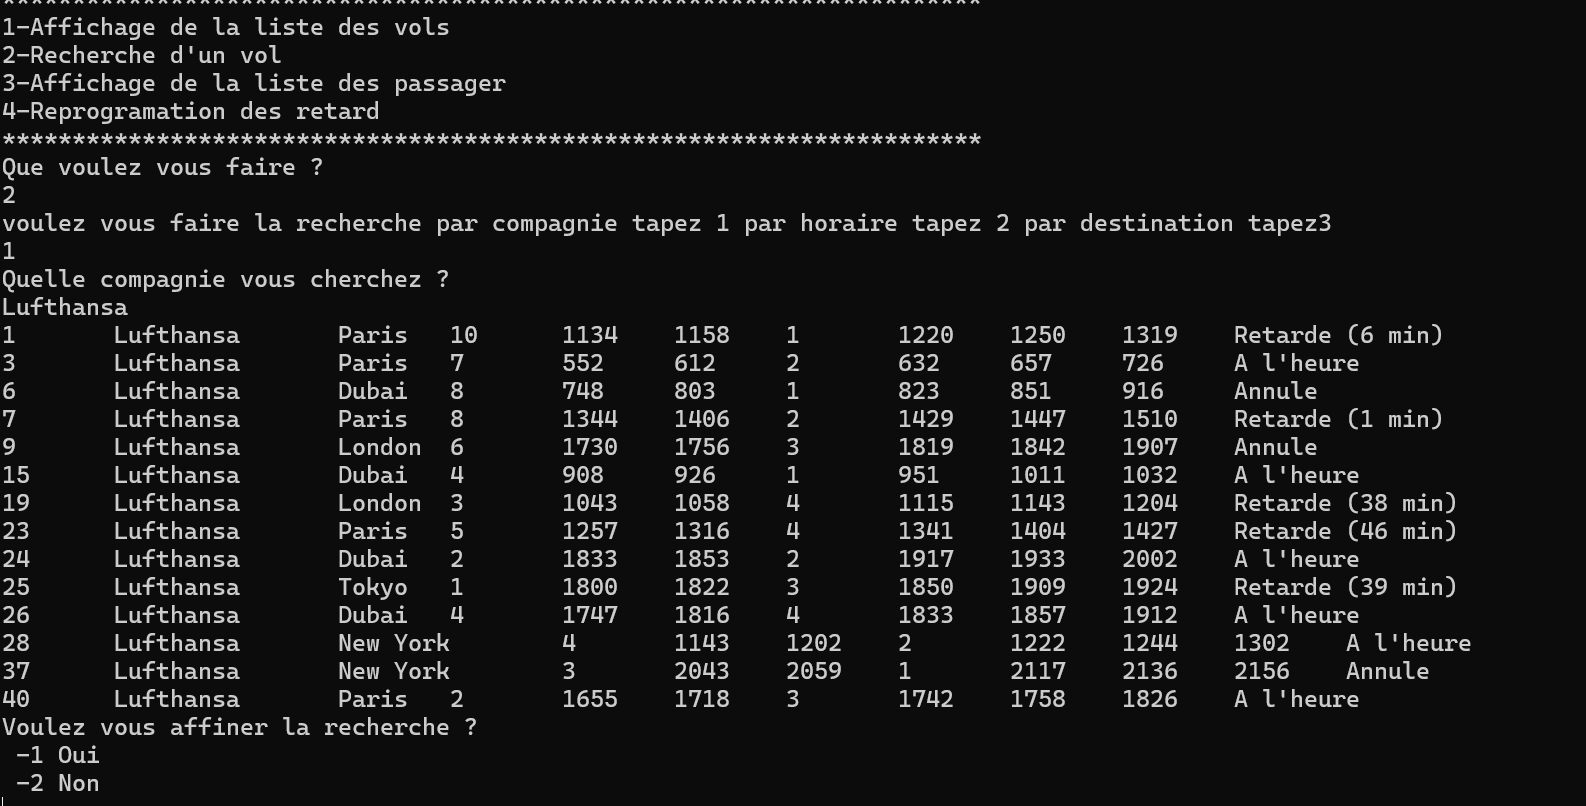 **********************************************************************
1-Affichage de la liste des vols
2-Recherche d'un vol
3-Affichage de la liste des passager
4-Reprogramation des retard
**********************************************************************
Que voulez vous faire ?
2
voulez vous faire la recherche par compagnie tapez 1 par horaire tapez 2 par destination tapez3
1
Quelle compagnie vous cherchez ?
Lufthansa
1 Lufthansa Paris 10 1134 1158 1 1220 1250 1319 Retarde (6 min)
3 Lufthansa Paris 7 552 612 2 632 657 726 A l'heure
6 Lufthansa Dubai 8 748 803 1 823 851 916 Annule
7 Lufthansa Paris 8 1344 1406 2 1429 1447 1510 Retarde (1 min)
9 Lufthansa London 6 1730 1756 3 1819 1842 1907 Annule
15 Lufthansa Dubai 4 908 926 1 951 1011 1032 A l'heure
19 Lufthansa London 3 1043 1058 4 1115 1143 1204 Retarde (38 min)
23 Lufthansa Paris 5 1257 1316 4 1341 1404 1427 Retarde (46 min)
24 Lufthansa Dubai 2 1833 1853 2 1917 1933 2002 A l'heure
25 Lufthansa Tokyo 1 1800 1822 3 1850 1909 1924 Retarde (39 min)
26 Lufthansa Dubai 4 1747 1816 4 1833 1857 1912 A l'heure
28 Lufthansa New York 4 1143 1202 2 1222 1244 1302 A l'heure
37 Lufthansa New York 3 2043 2059 1 2117 2136 2156 Annule
40 Lufthansa Paris 2 1655 1718 3 1742 1758 1826 A l'heure
Voulez vous affiner la recherche ?
-1 Oui
-2 Non